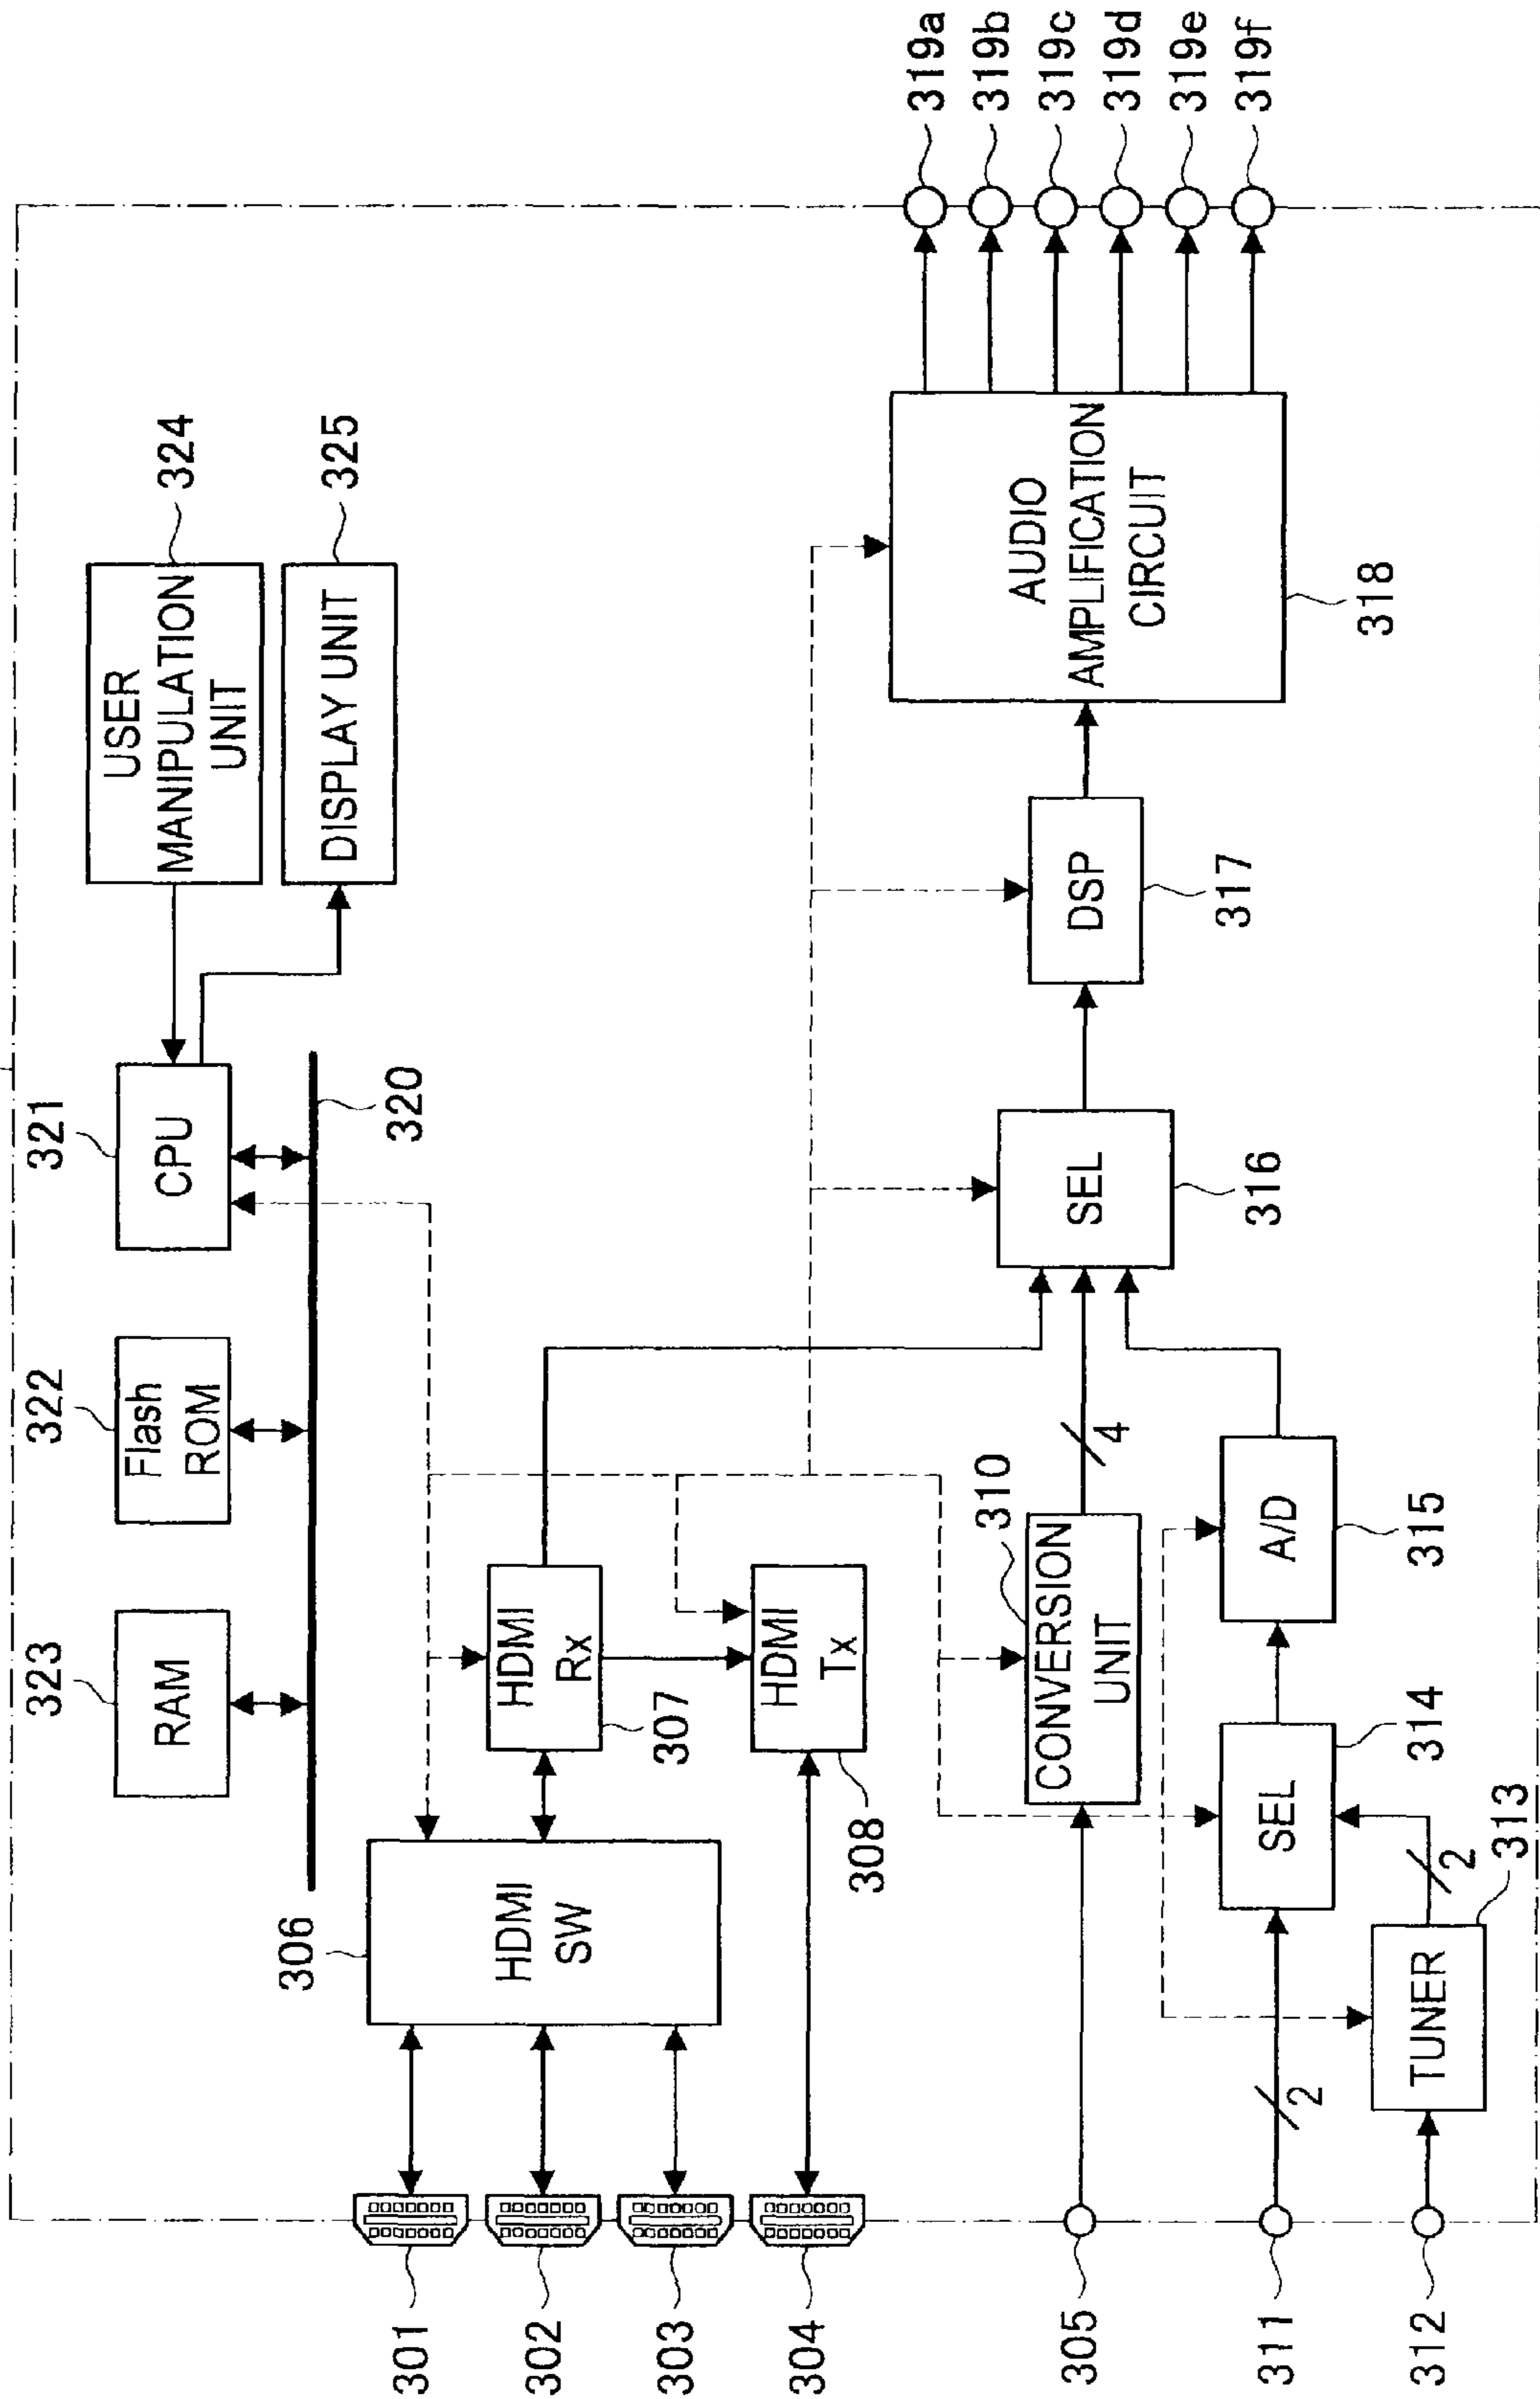 323
322
321
RAM
Flash
ROM
CPU
USER
MANIPULATION
UNIT
324
DISPLAY UNIT
325
320
306
HDMI
SW
HDMI
Rx
307
HDMI
Tx
308
301
302
303
304
305
311
312
310
CONVERSION
UNIT
4
2
SEL
314
A/D
315
2
TUNER
313
SEL
316
DSP
317
AUDIO
AMPLIFICATION
CIRCUIT
318
319a
319b
319c
319d
319e
319f